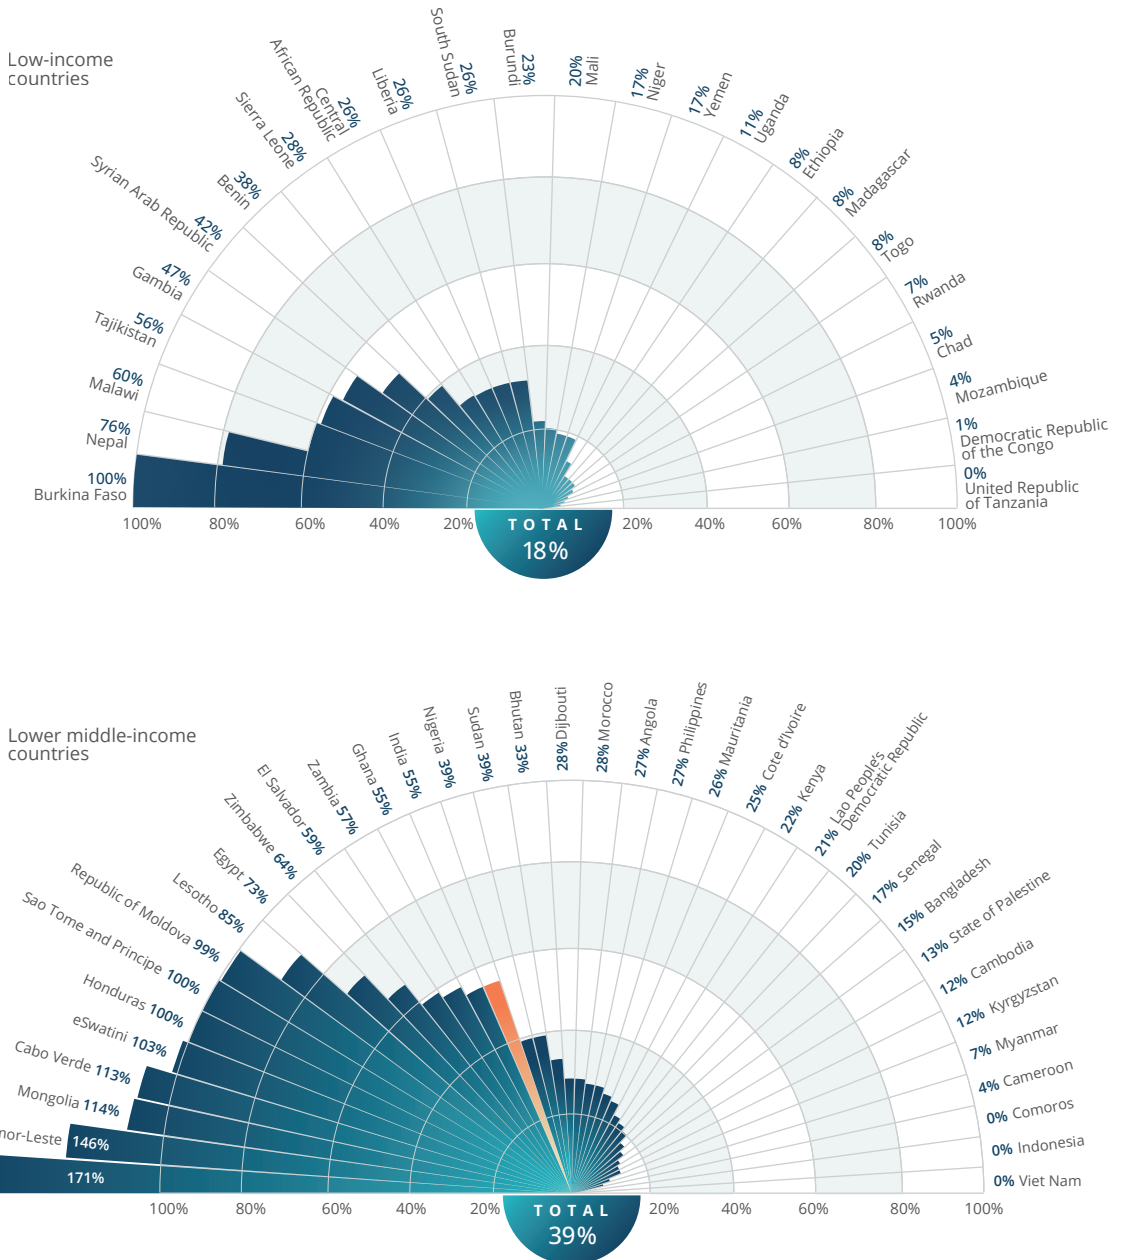 Low-income
countries
100%
Burkina Faso
76%
Nepal
60%
Malawi
56%
Tajikistan
47%
Gambia
42%
Syrian Arab Republic
38%
Benin
28%
Sierra Leone
26%
Central
African Republic
26%
Liberia
26%
South Sudan
23%
Burundi
20%
Mali
17%
Niger
17%
Yemen
11%
Uganda
8%
Ethiopia
8%
Madagascar
8%
Togo
7%
Rwanda
5%
Chad
4%
Mozambique
1%
Democratic Republic
of the Congo
0%
United Republic
of Tanzania
100% 80% 60% 40% 20% 20% 40% 60% 80% 100%
TOTAL
18%
Lower middle-income
countries
171%
nor-Leste 146%
Mongolia 114%
Cabo Verde 113%
eSwatini 103%
Honduras 100%
Sao Tome and Principe 100%
Republic of Moldova 99%
Lesotho 85%
Egypt 73%
Zimbabwe 64%
El Salvador 59%
Zambia 57%
Ghana 55%
India 55%
Nigeria 39%
Sudan 39%
Bhutan 33%
28% Djibouti
28% Morocco
27% Angola
27% Philippines
26% Mauritania
25% Cote d'Ivoire
22% Kenya
21% Lao People's
Democratic Republic
20% Tunisia
17% Senegal
15% Bangladesh
13% State of Palestine
12% Cambodia
12% Kyrgyzstan
7% Myanmar
4% Cameroon
0% Comoros
0% Indonesia
0% Viet Nam
100% 80% 60% 40% 20% 20% 40% 60% 80% 100%
TOTAL
39%